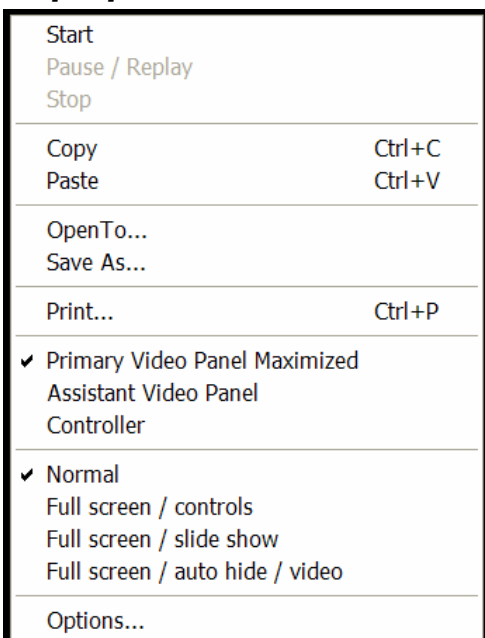 Start
Pause / Replay
Stop
Copy Ctrl+C
Paste Ctrl+V
OpenTo...
Save As...
Print... Ctrl+P
Primary Video Panel Maximized
Assistant Video Panel
Controller
Normal
Full screen / controls
Full screen / slide show
Full screen / auto hide / video
Options...